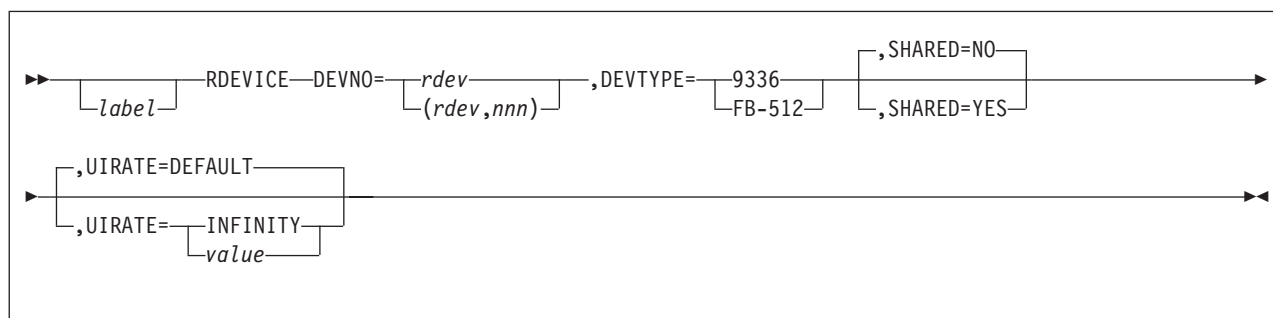 ,SHARED=NO
RDEVICE DEVNO= rdev ,DEVTYPE= 9336
label (rdev,nnn) FB-512 ,SHARED=YES
,UIRATE=DEFAULT
,UIRATE= INFINITY
value